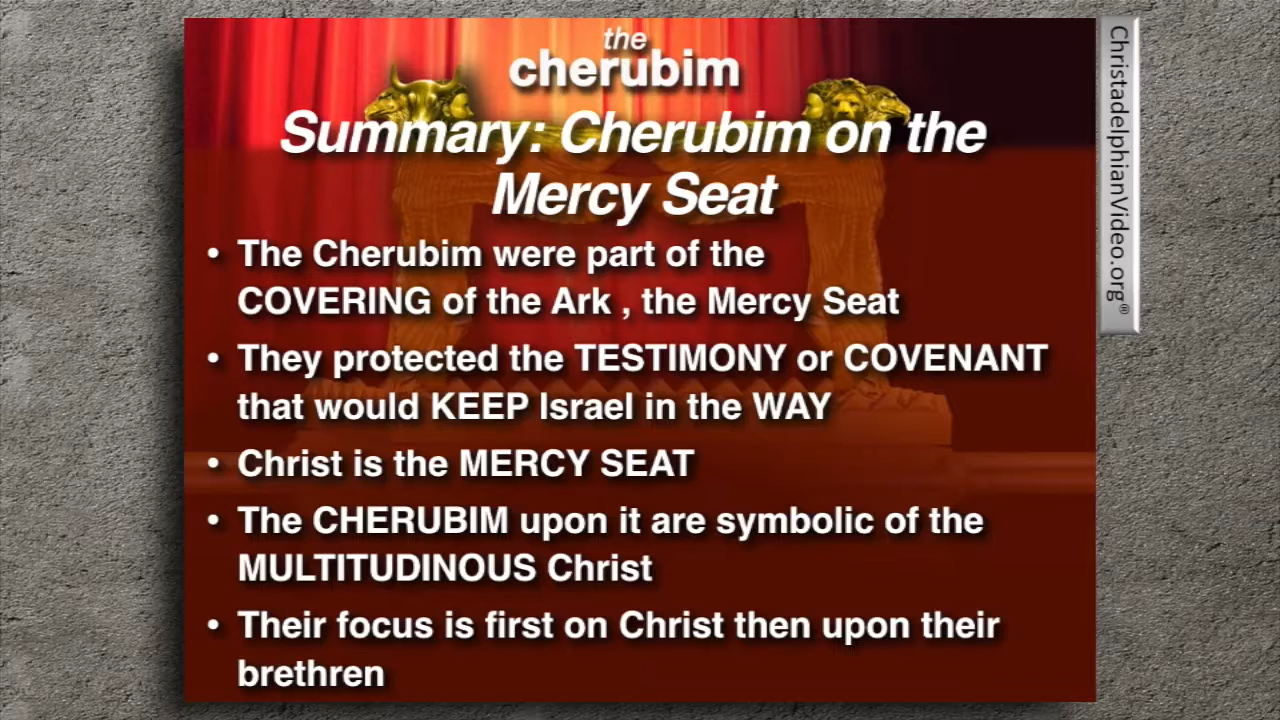 the
cherubim
Summary: Cherubim on the
Mercy Seat
• The Cherubim were part of the
COVERING of the Ark , the Mercy Seat
• They protected the TESTIMONY or COVENANT
that would KEEP Israel in the WAY
• Christ is the MERCY SEAT
• The CHERUBIM upon it are symbolic of the
MULTITUDINOUS Christ
• Their focus is first on Christ then upon their
brethren
ChristadelphianVideo.org®